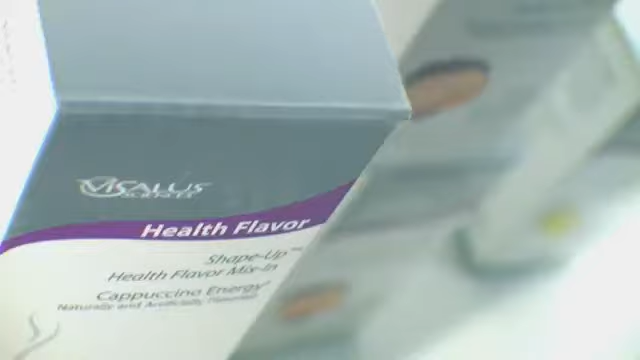 VISALUS
SCIENCES
Health Flavor
Shape-Up™
Health Flavor Mix-In
Cappuccino Energy
Naturally and Artificially Flavored